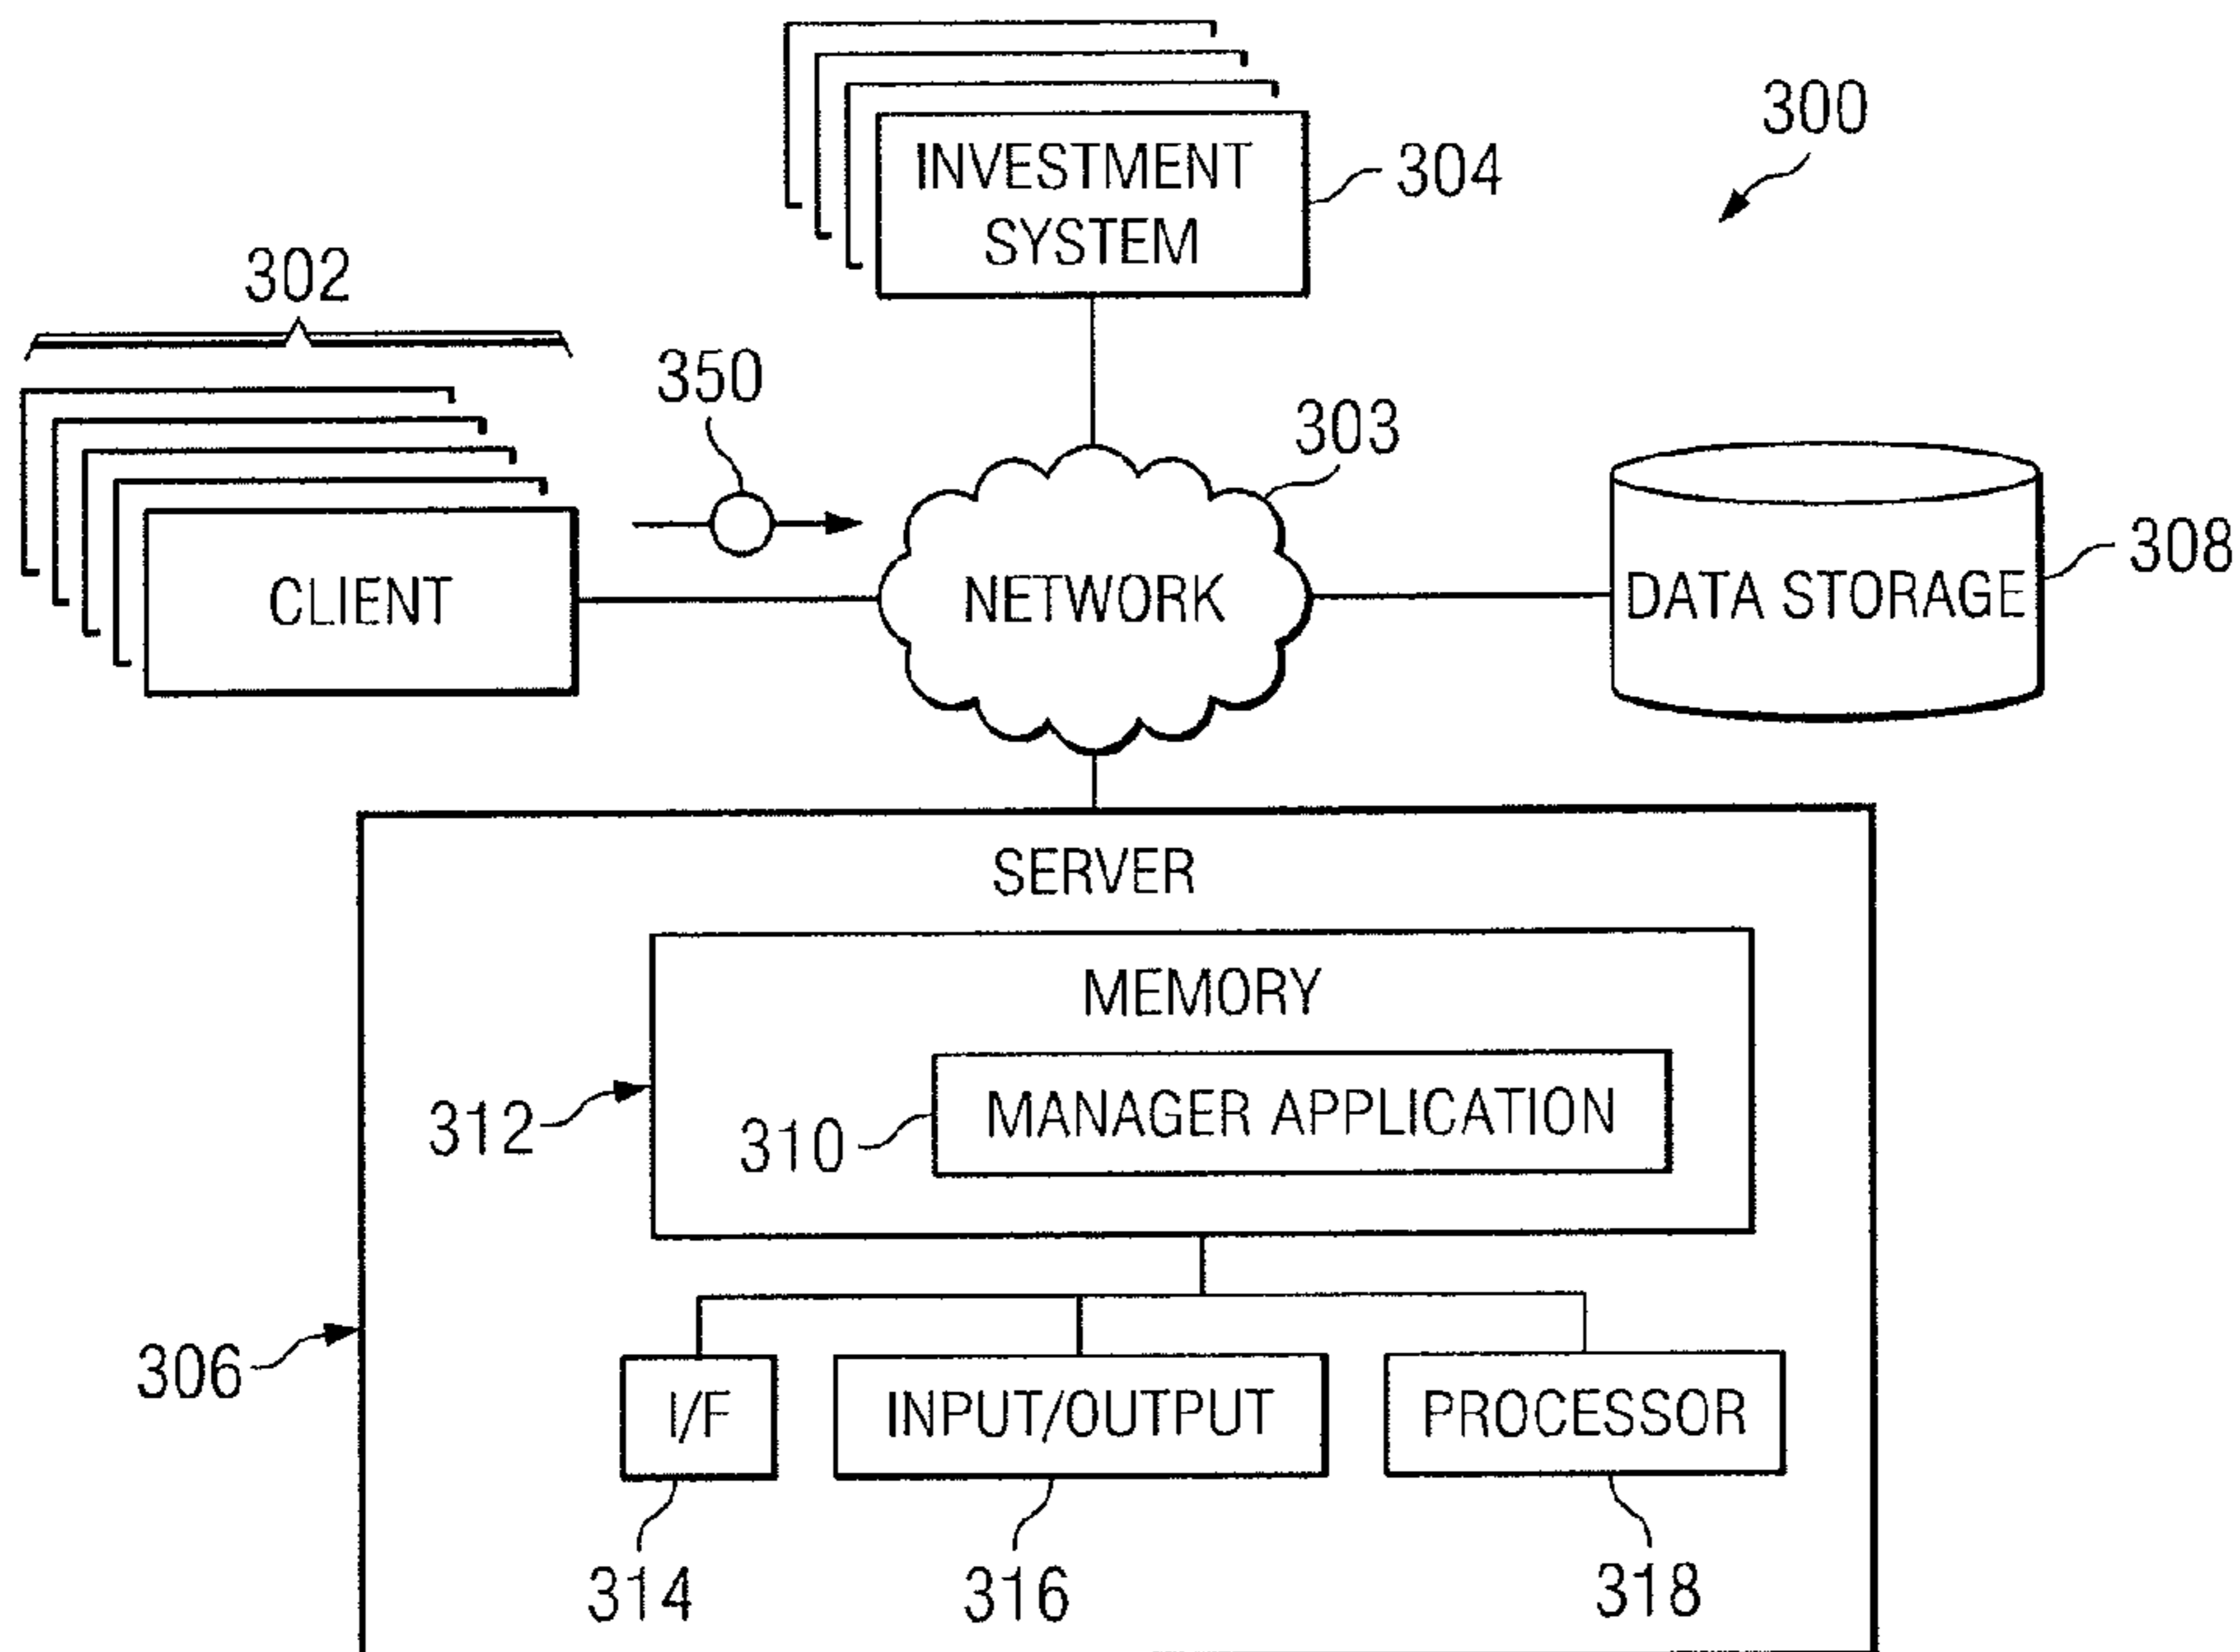 300
INVESTMENT
SYSTEM
304
302
350
303
CLIENT
NETWORK
DATA STORAGE
308
SERVER
MEMORY
MANAGER APPLICATION
312
310
306
I/F
INPUT/OUTPUT
PROCESSOR
314
316
318